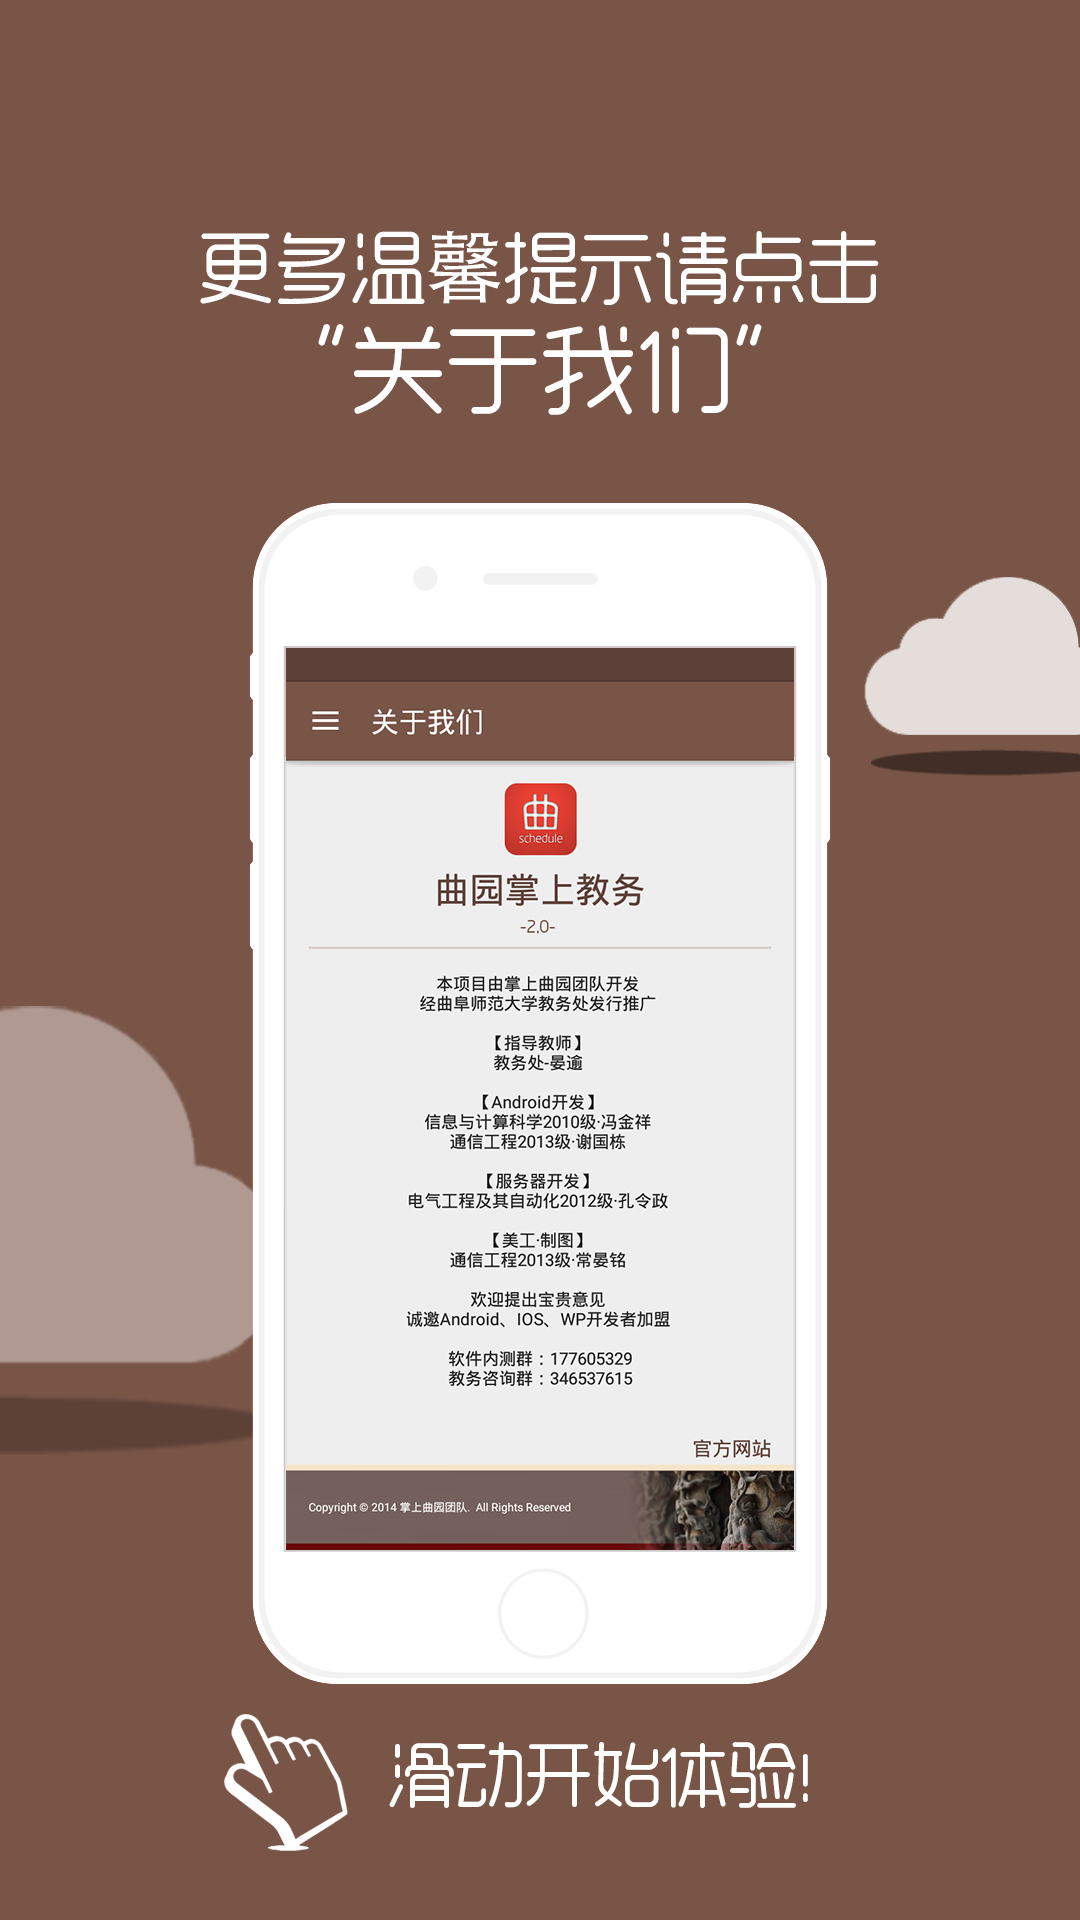 更多温馨提示请点击
“关于我们”
关于我们
曲
schedule
曲园掌上教务
-2.0-
本项目由掌上曲园团队开发
经曲阜师范大学教务处发行推广
【指导教师】
教务处-晏逾
【Android开发】
信息与计算科学2010级·冯金祥
通信工程2013级·谢国栋
【服务器开发】
电气工程及其自动化2012级·孔令政
【美工·制图】
通信工程2013级·常晏铭
欢迎提出宝贵意见
诚邀Android、IOS、WP开发者加盟
软件内测群：177605329
教务咨询群：346537615
官方网站
Copyright © 2014 掌上曲园团队. All Rights Reserved
滑动开始体验!